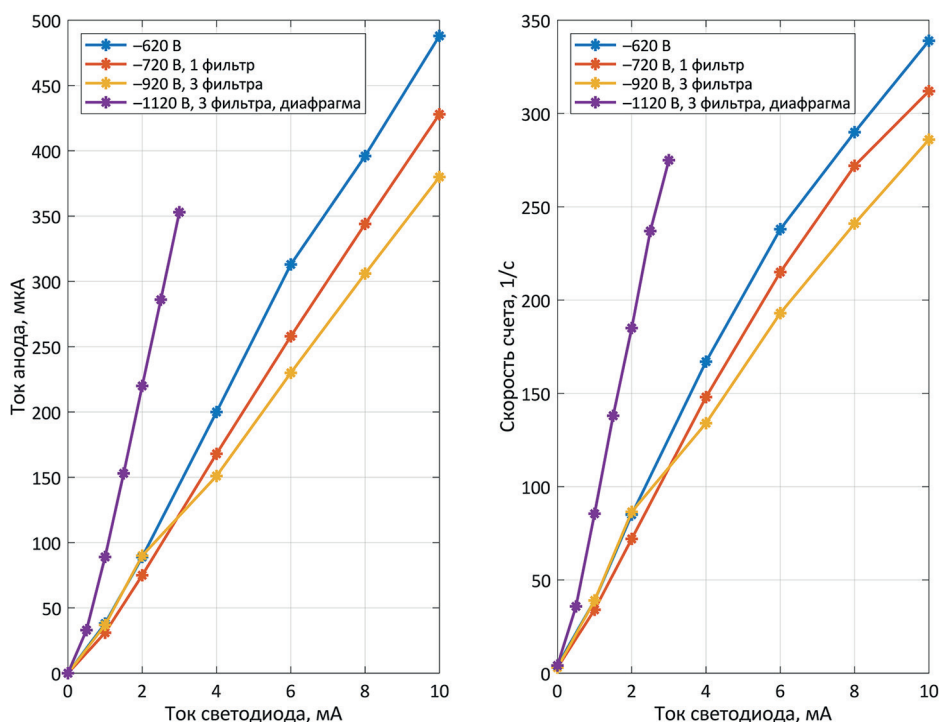 500
450
400
350
300
250
200
150
100
50
0
Ток анода, мкА
–620 В
–720 В, 1 фильтр
–920 В, 3 фильтра
–1120 В, 3 фильтра, диафрагма
0 2 4 6 8 10
Ток светодиода, мА
350
300
250
200
150
100
50
0
Скорость счета, 1/с
–620 В
–720 В, 1 фильтр
–920 В, 3 фильтра
–1120 В, 3 фильтра, диафрагма
0 2 4 6 8 10
Ток светодиода, мА